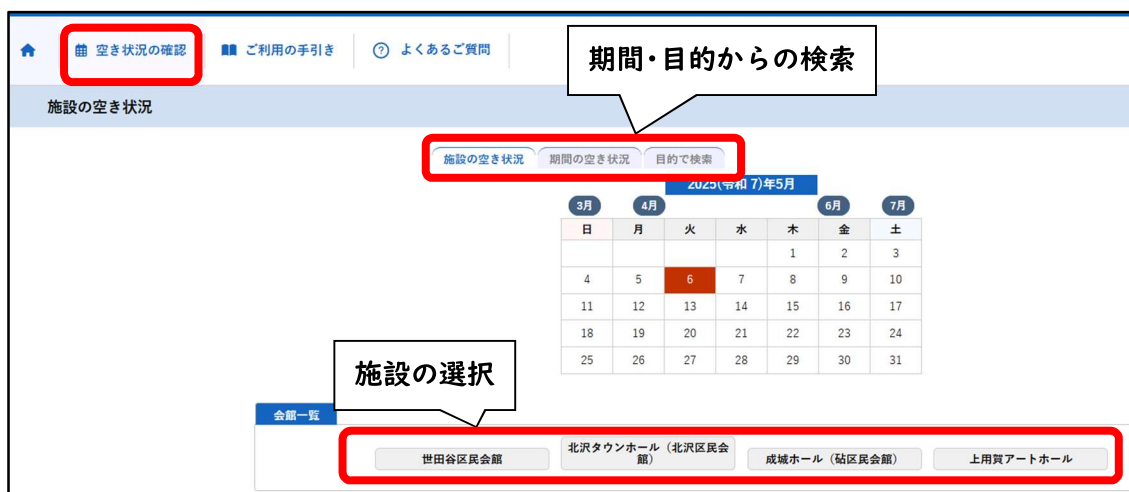 空き状況の確認 ご利用の手引き よくあるご質問
期間・目的からの検索
施設の空き状況
施設の空き状況 期間の空き状況 目的で検索
2025(令和 7)年5月
3月 4月 6月 7月
日 月 火 水 木 金 土
1 2 3
4 5 6 7 8 9 10
11 12 13 14 15 16 17
18 19 20 21 22 23 24
25 26 27 28 29 30 31
施設の選択
会館一覧
世田谷区民会館
北沢タウンホール（北沢区民会
館）
成城ホール（砧区民会館）
上用賀アートホール